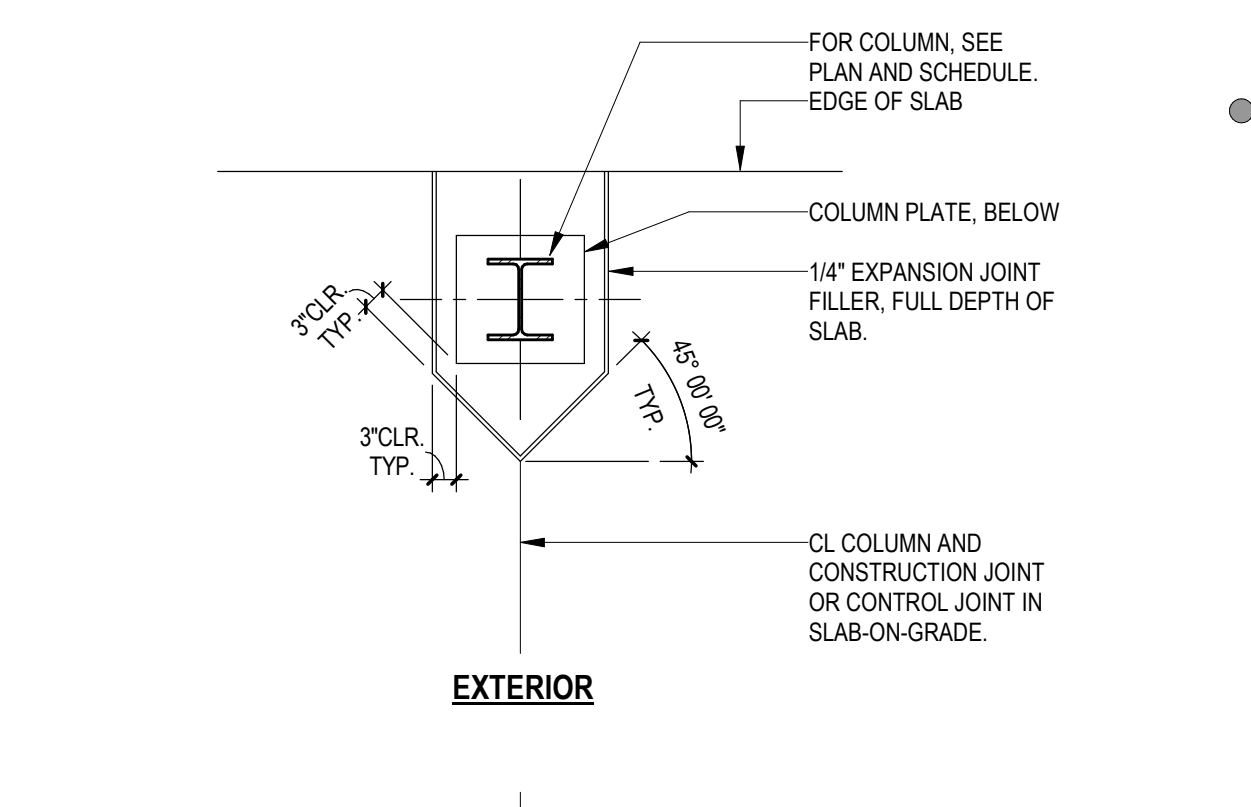 FOR COLUMN, SEE
PLAN AND SCHEDULE.
EDGE OF SLAB
COLUMN PLATE, BELOW
1/4" EXPANSION JOINT
FILLER, FULL DEPTH OF
SLAB.
3"CLR.
TYP.
45° 00' 00"
TYP.
3"CLR.
TYP.
CL COLUMN AND
CONSTRUCTION JOINT
OR CONTROL JOINT IN
SLAB-ON-GRADE.
EXTERIOR